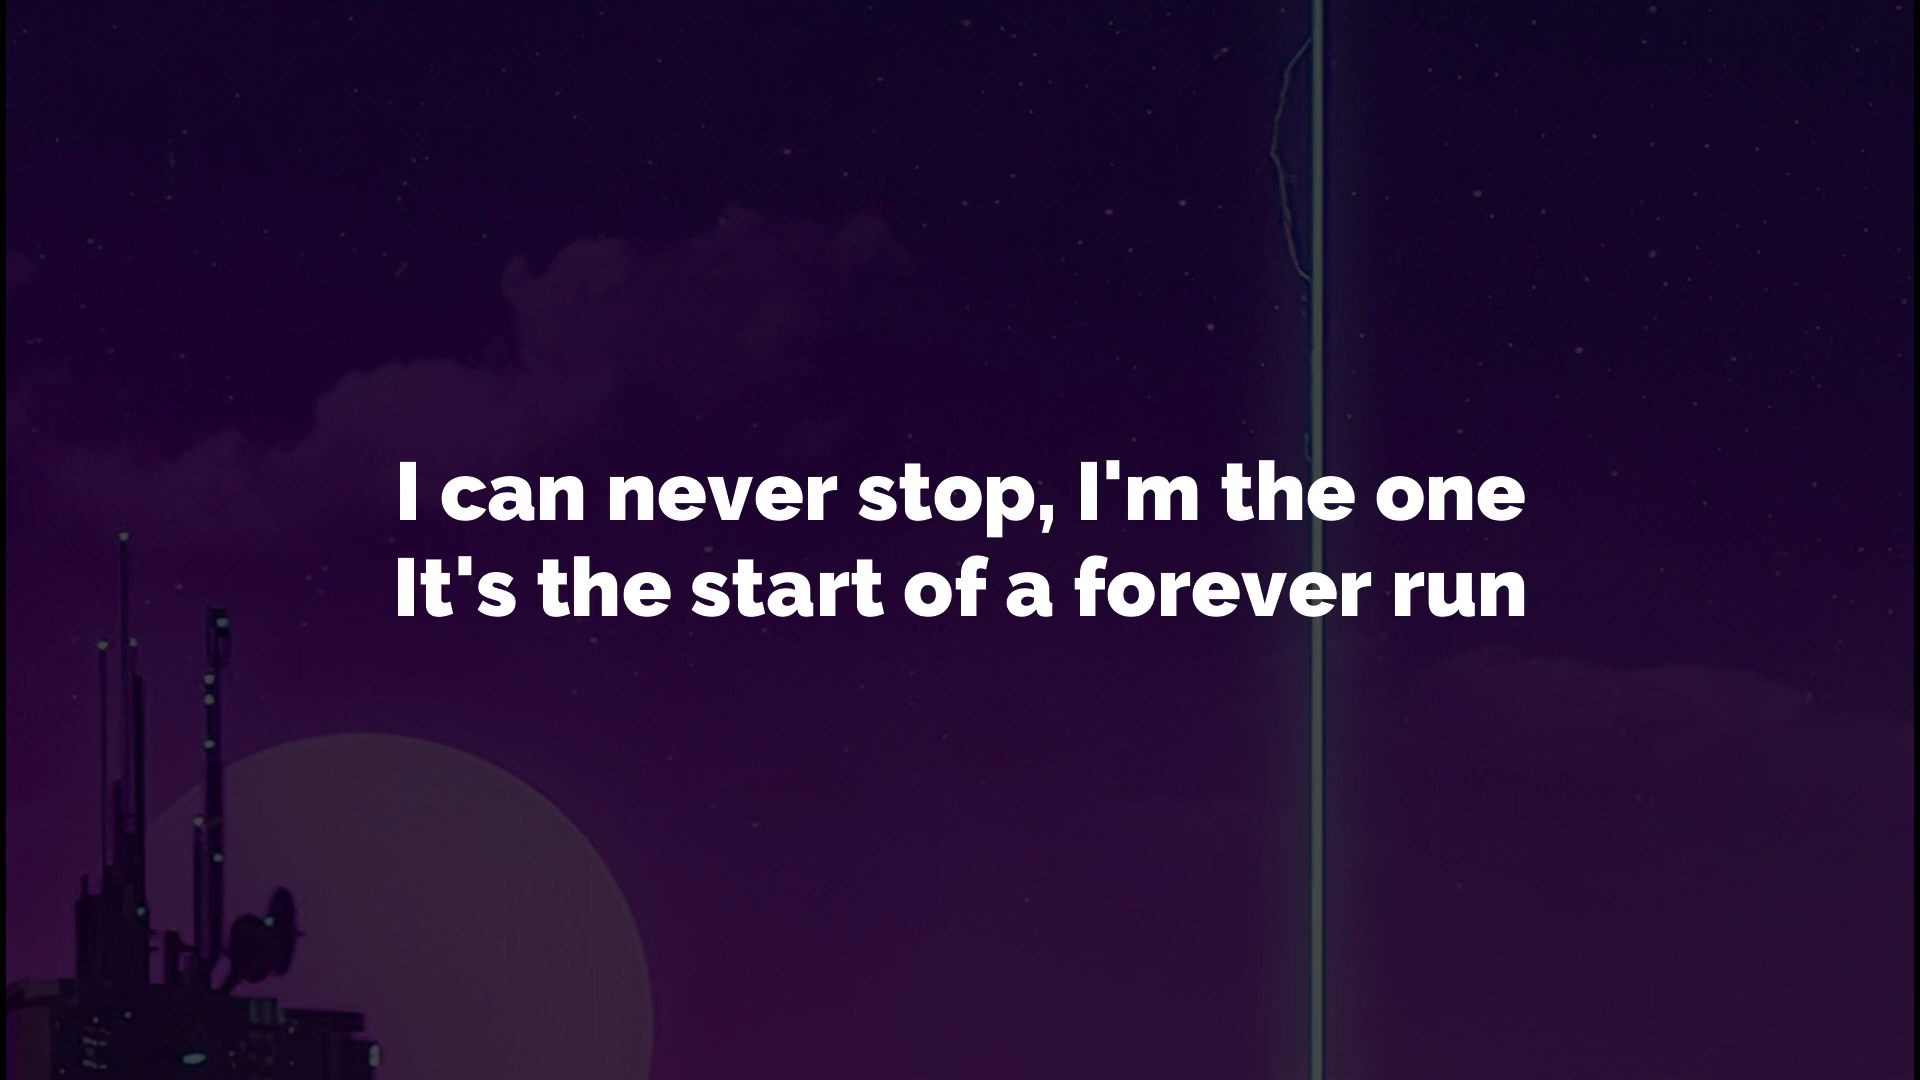 I can never stop, I'm the one
It's the start of a forever run